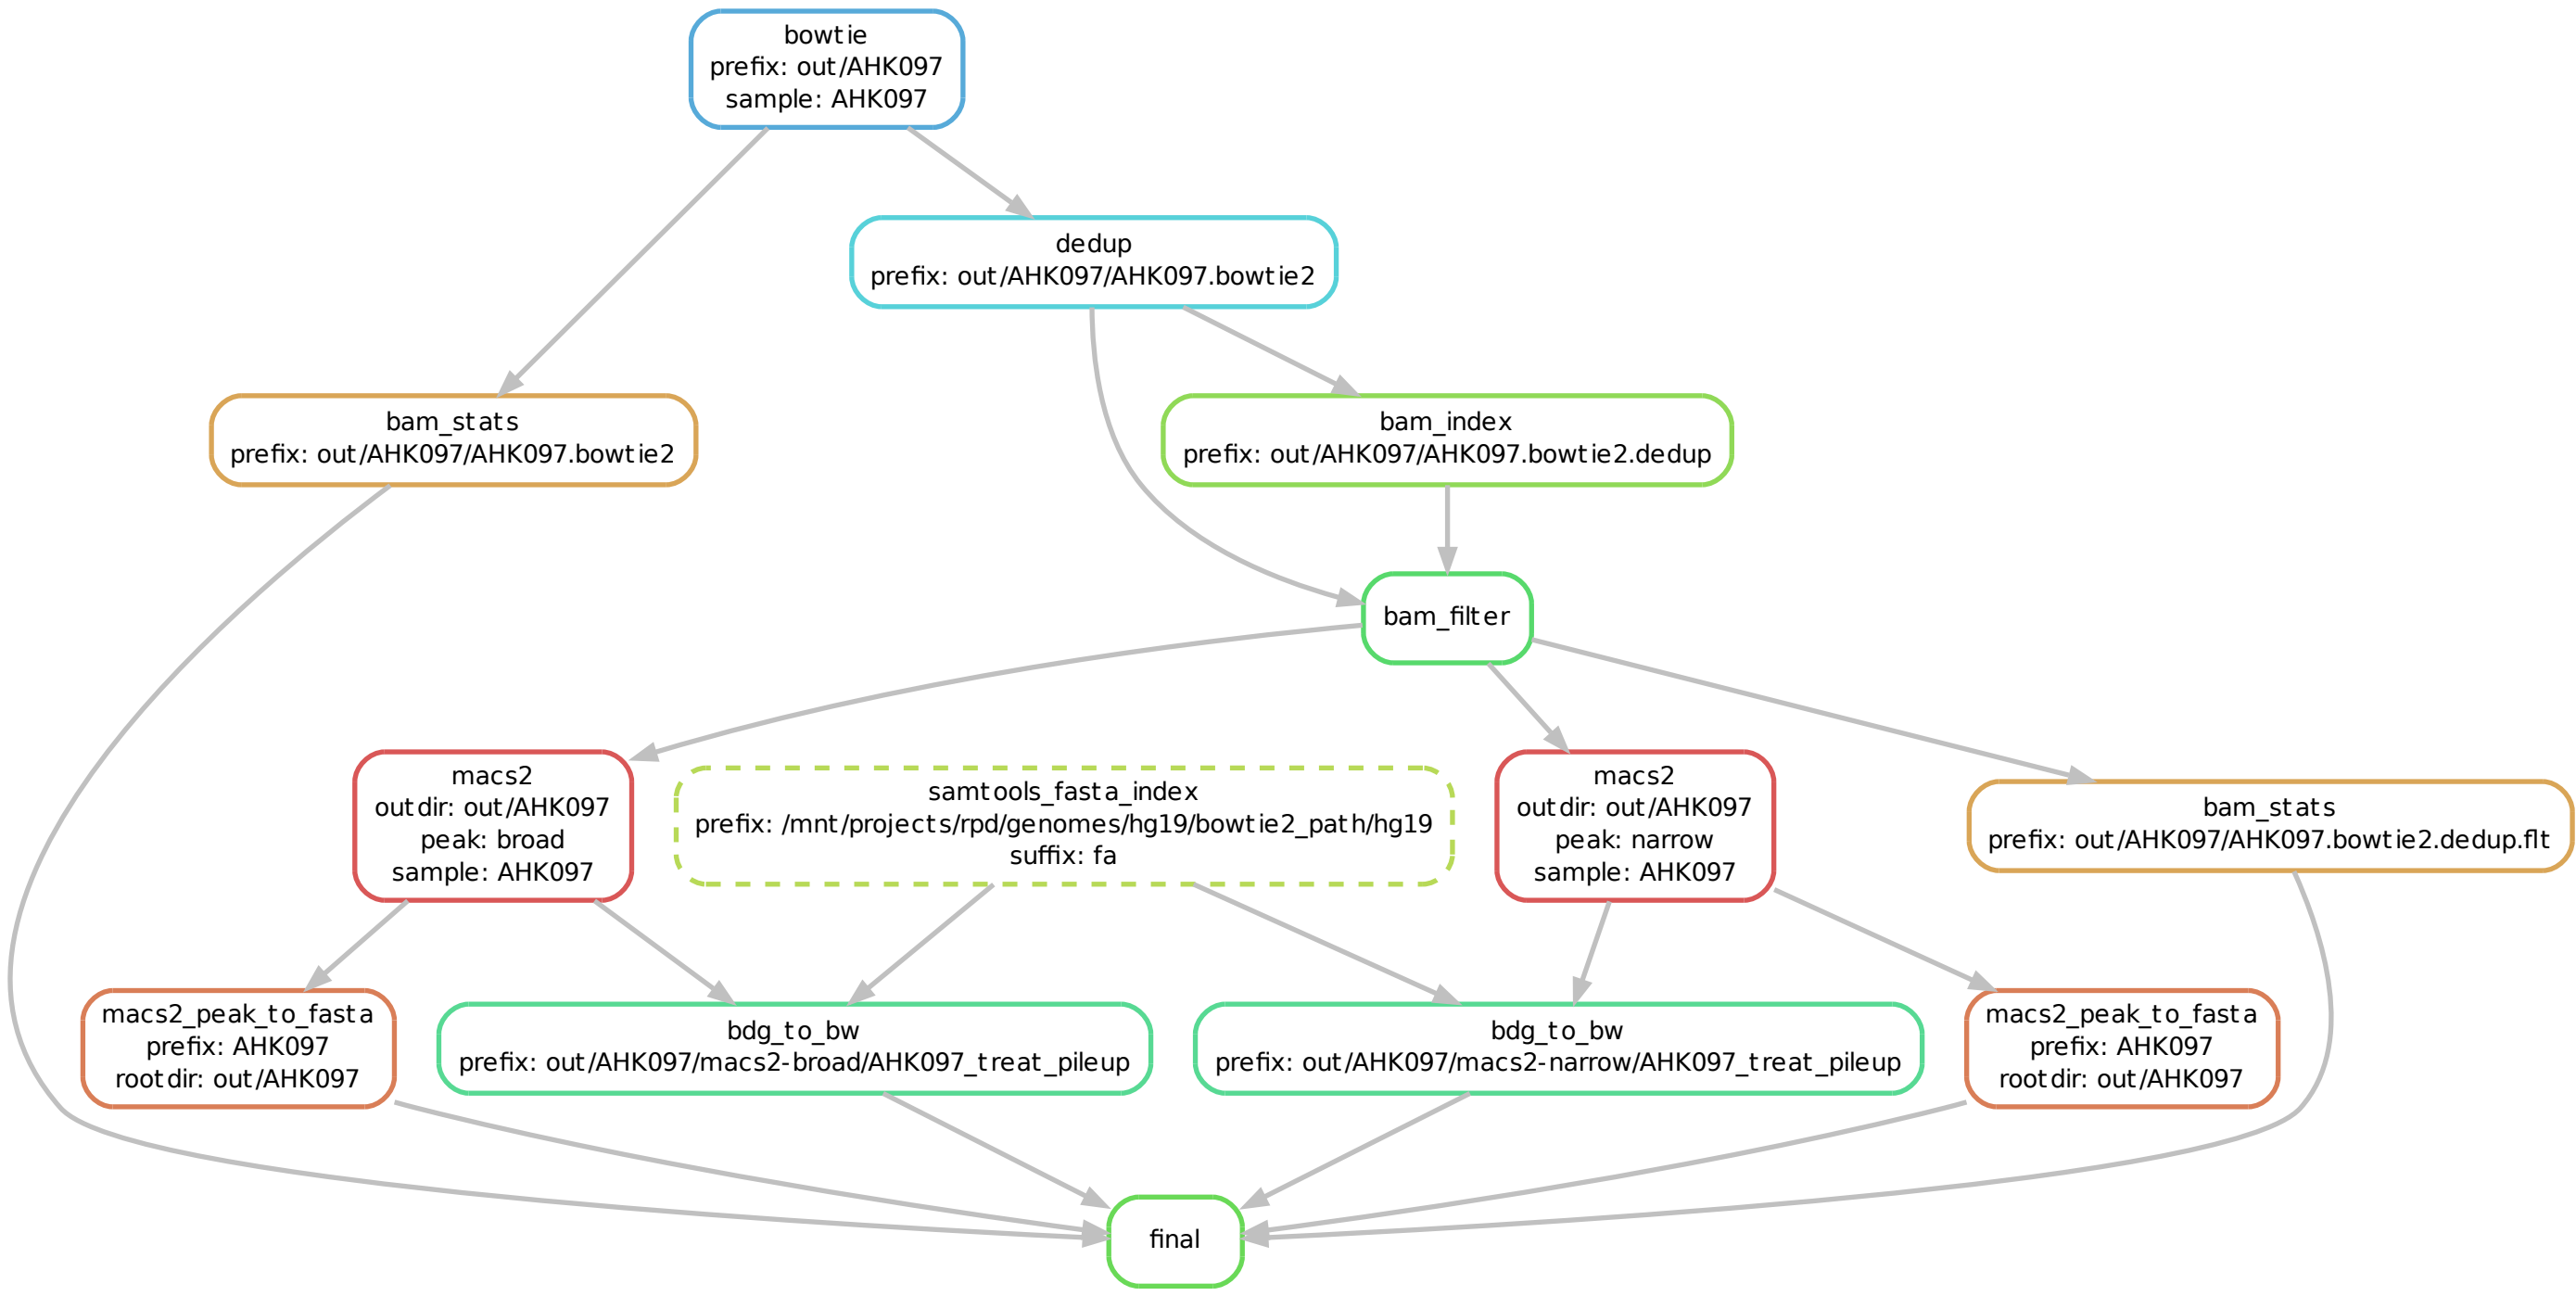 bowtie
prefix: out/AHK097
sample: AHK097
dedup
prefix: out/AHK097/AHK097.bowtie2
bam_stats
prefix: out/AHK097/AHK097.bowtie2
bam_index
prefix: out/AHK097/AHK097.bowtie2.dedup
bam_filter
macs2
outdir: out/AHK097
peak: broad
sample: AHK097
samtools_fasta_index
prefix: /mnt/projects/rpd/genomes/hg19/bowtie2_path/hg19
suffix: fa
macs2
outdir: out/AHK097
peak: narrow
sample: AHK097
bam_stats
prefix: out/AHK097/AHK097.bowtie2.dedup.flt
macs2_peak_to_fasta
prefix: AHK097
rootdir: out/AHK097
bdg_to_bw
prefix: out/AHK097/macs2-broad/AHK097_treat_pileup
bdg_to_bw
prefix: out/AHK097/macs2-narrow/AHK097_treat_pileup
macs2_peak_to_fasta
prefix: AHK097
rootdir: out/AHK097
final